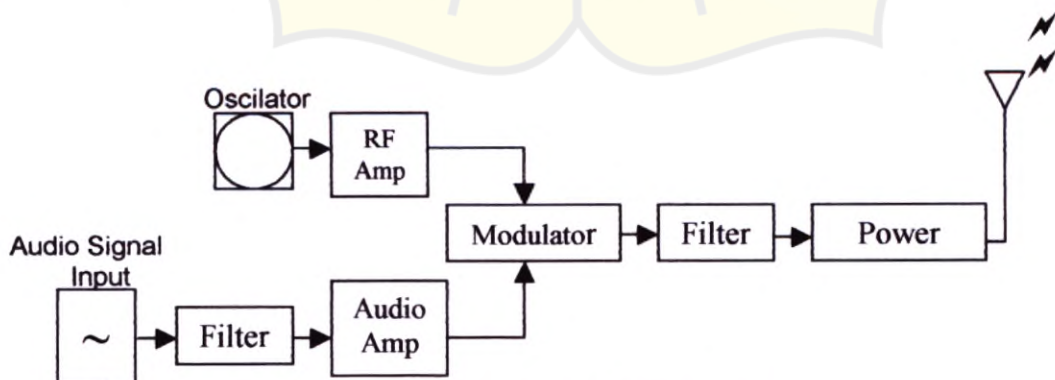 Oscilator
RF
Amp
Modulator
Filter
Power
Audio Signal
Input
~
Filter
Audio
Amp